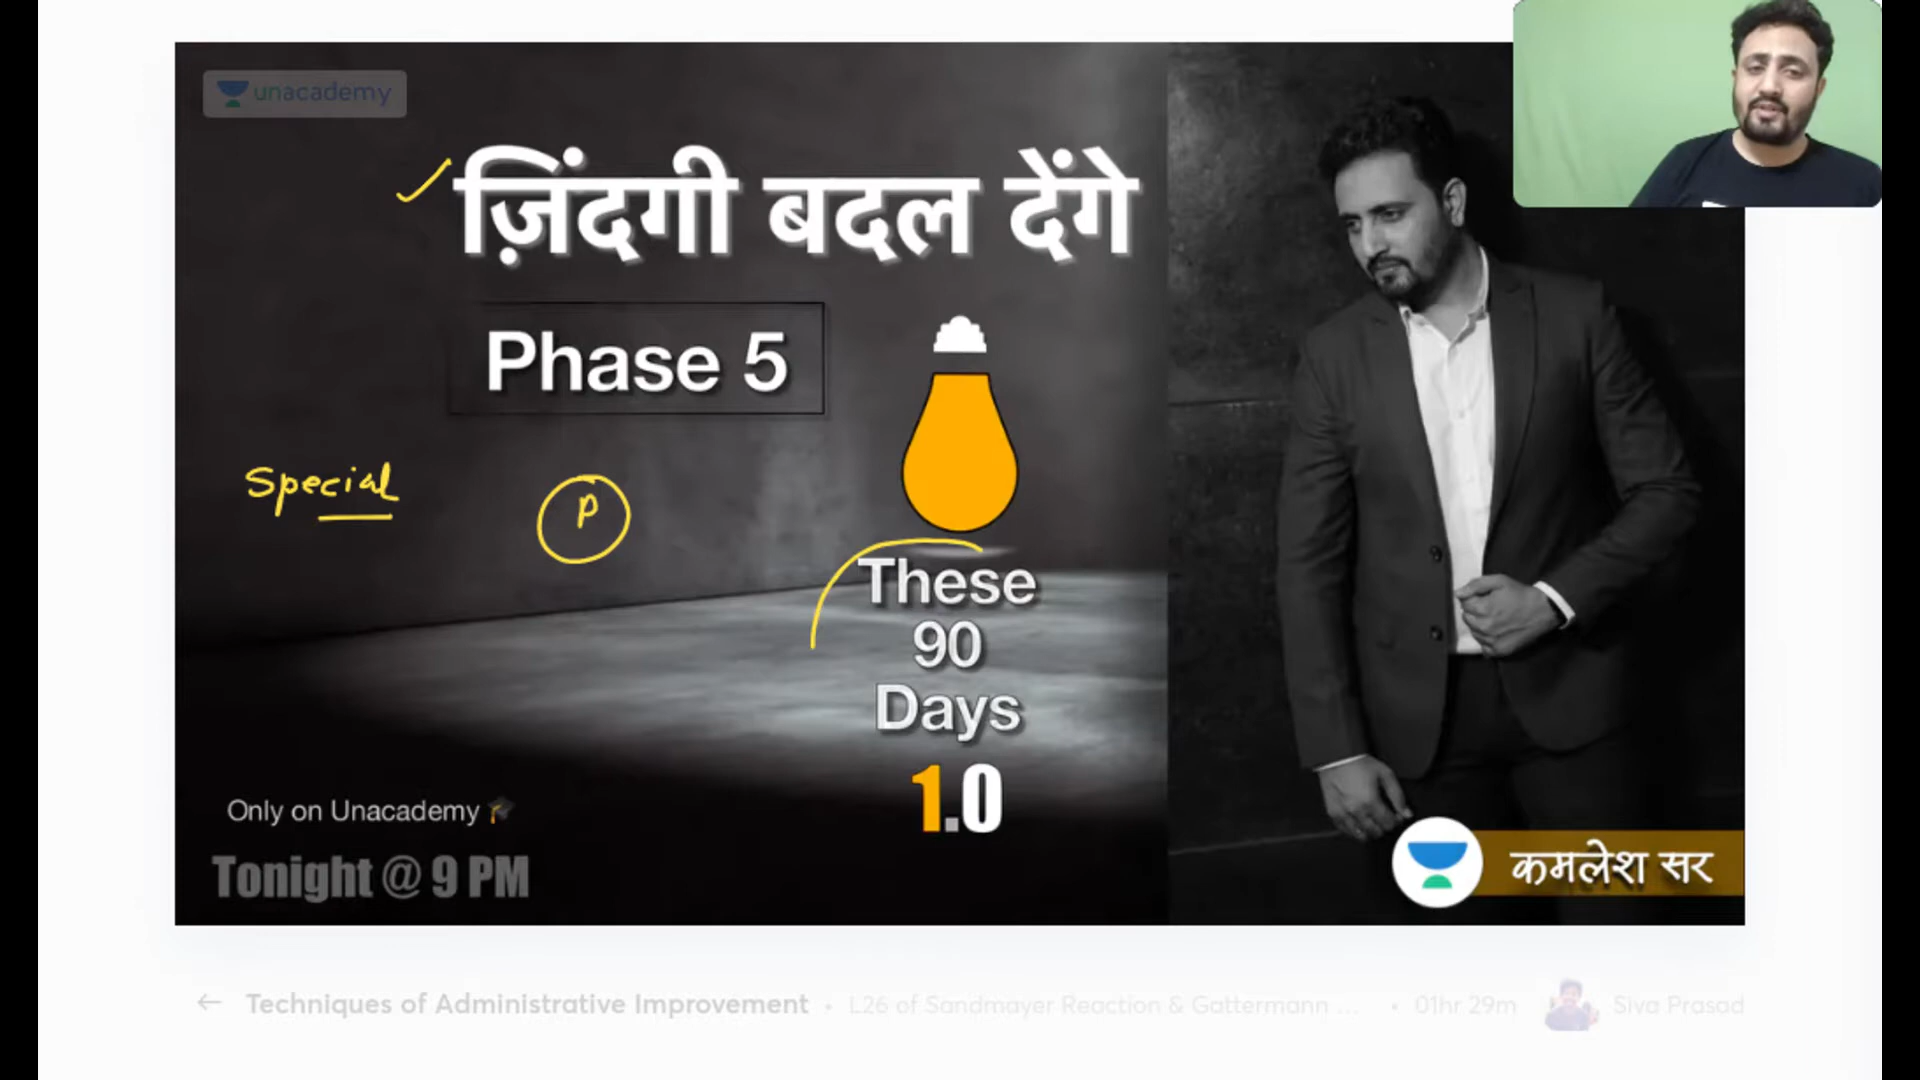 unacademy
ज़िंदगी बदल देंगे
Phase 5
Special
P
These
90
Days
1.0
Only on Unacademy
Tonight @ 9 PM
कमलेश सर
Techniques of Administrative Improvement • L26 of Sandmayer Reaction & Gattermann ... • 01hr 29m Siva Prasad